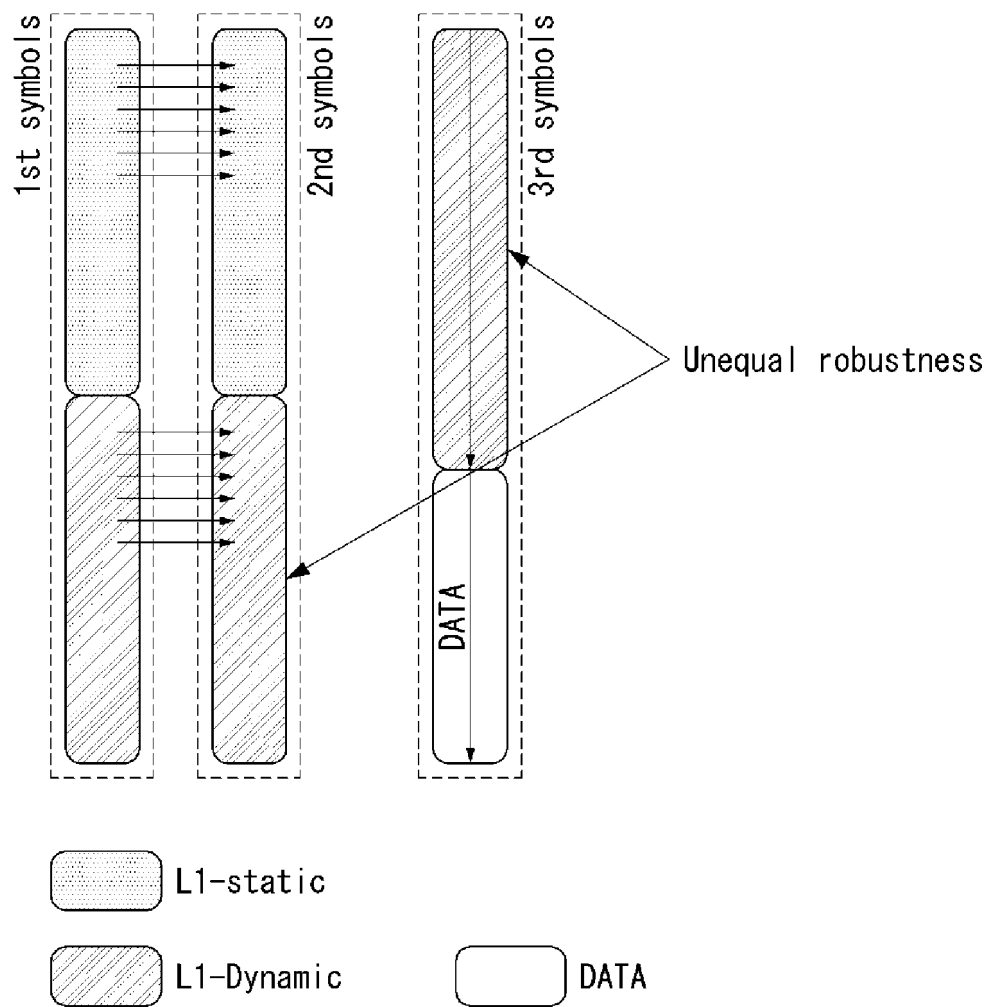 1st symbols
2nd symbols
3rd symbols
Unequal robustness
DATA
L1-static
L1-Dynamic
DATA